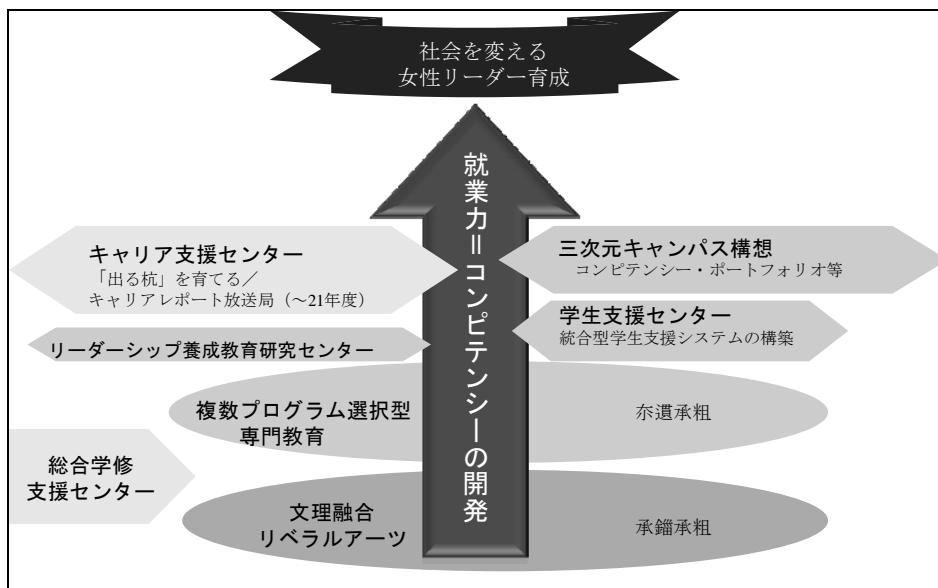 社会を変える
女性リーダー育成
就業力=コンピテンシーの開発
キャリア支援センター
「出る杭」を育てる/
キャリアレポート放送局(~21年度)
三次元キャンパス構想
コンピテンシー・ポートフォリオ等
学生支援センター
統合型学生支援システムの構築
リーダーシップ養成教育研究センター
複数プログラム選択型
専門教育
奈遺承粗
総合学修
支援センター
文理融合
リベラルアーツ
承錨承粗